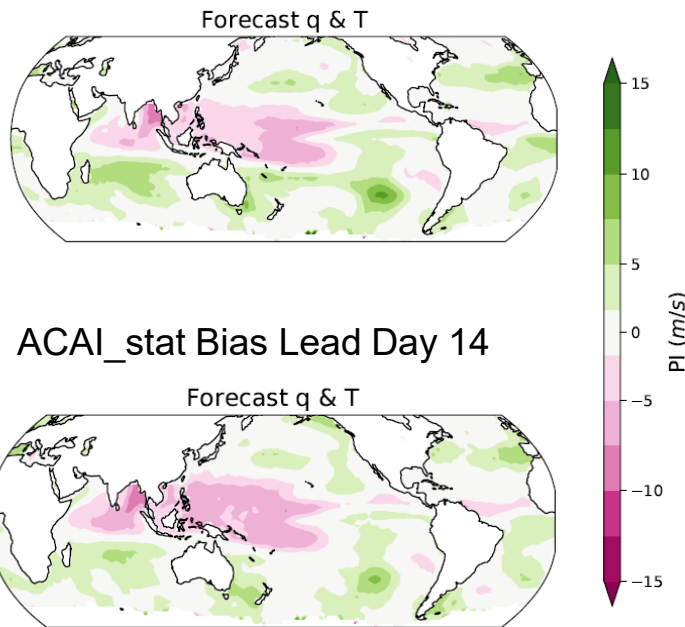 Forecast q & T
ACAI_stat Bias Lead Day 14
Forecast q & T
15
10
5
0
−5
−10
−15
PI (m/s)